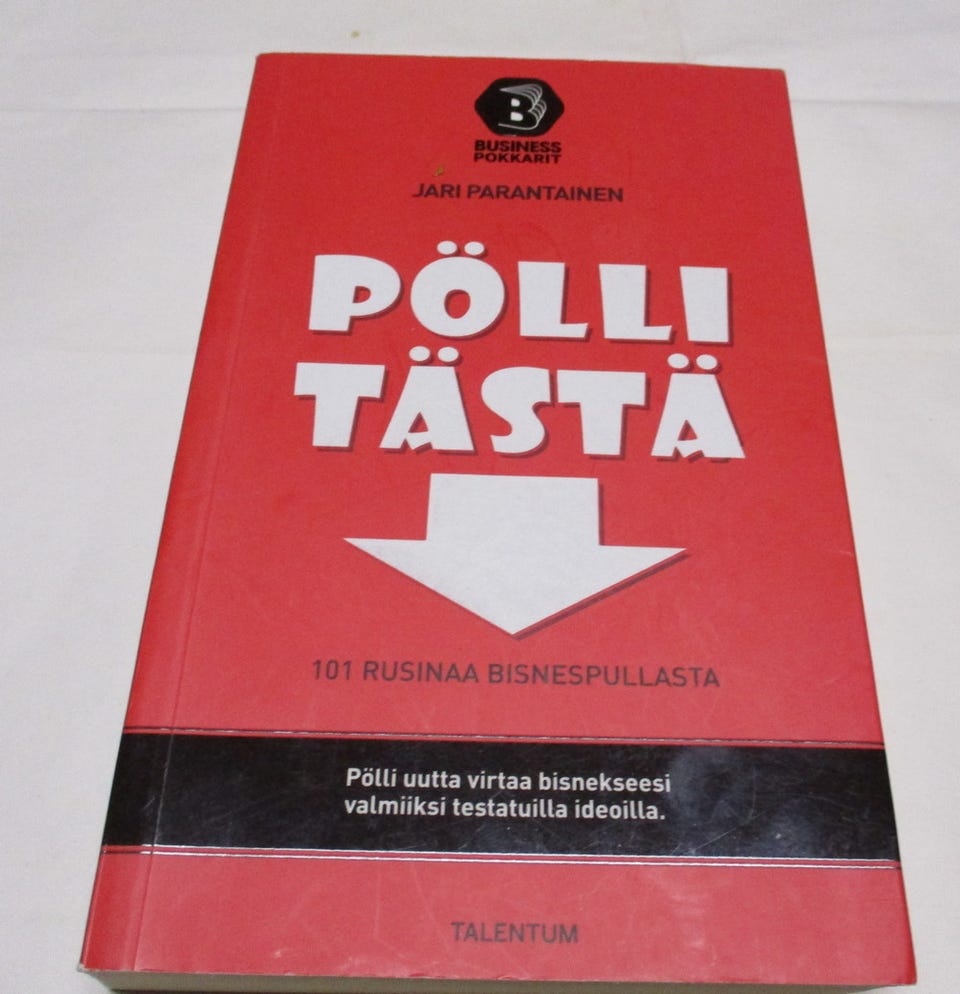 B
BUSINESS
POKKARIT
JARI PARANTAINEN
PÖLLI
TÄSTÄ
101 RUSINAA BISNESPULLASTA
Pölli uutta virtaa bisnekseesi
valmiiksi testatuilla ideoilla.
TALENTUM